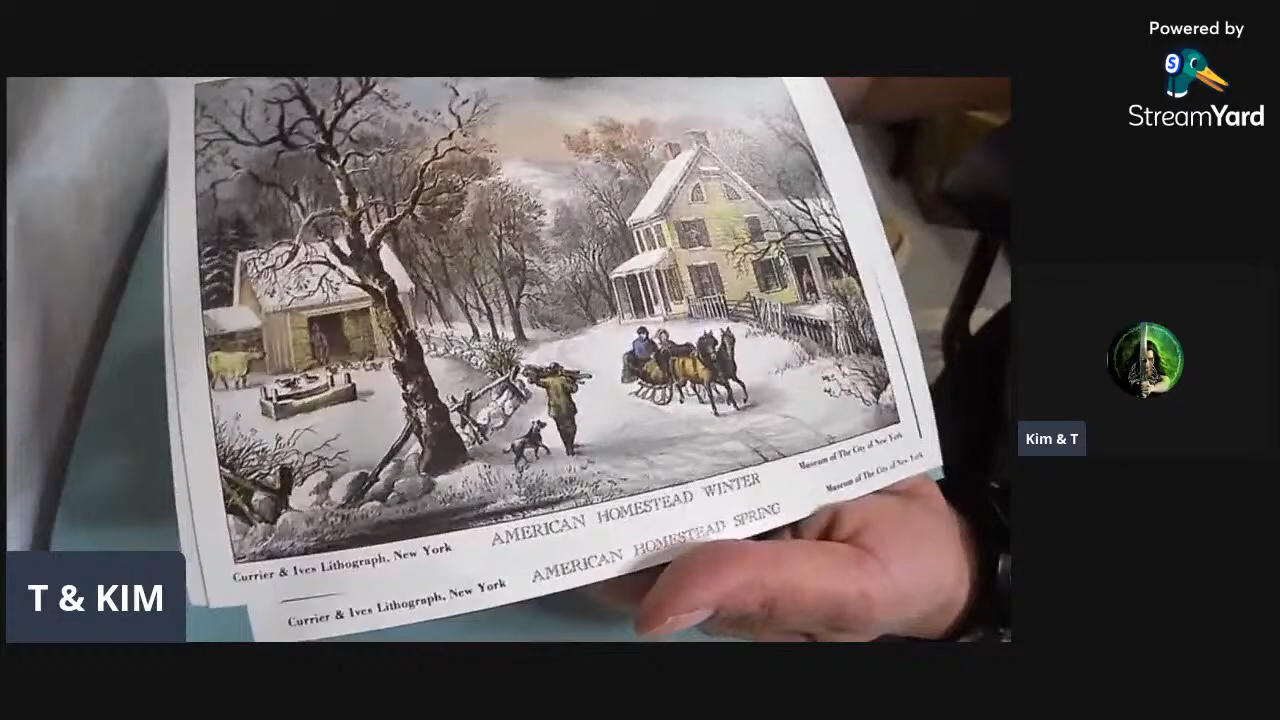 Powered by
S
StreamYard
Museum of The City of New York
AMERICAN HOMESTEAD WINTER
Currier & Ives Lithograph, New York
Museum of The City of New York
AMERICAN HOMESTEAD SPRING
Currier & Ives Lithograph, New York
Kim & T
T & KIM